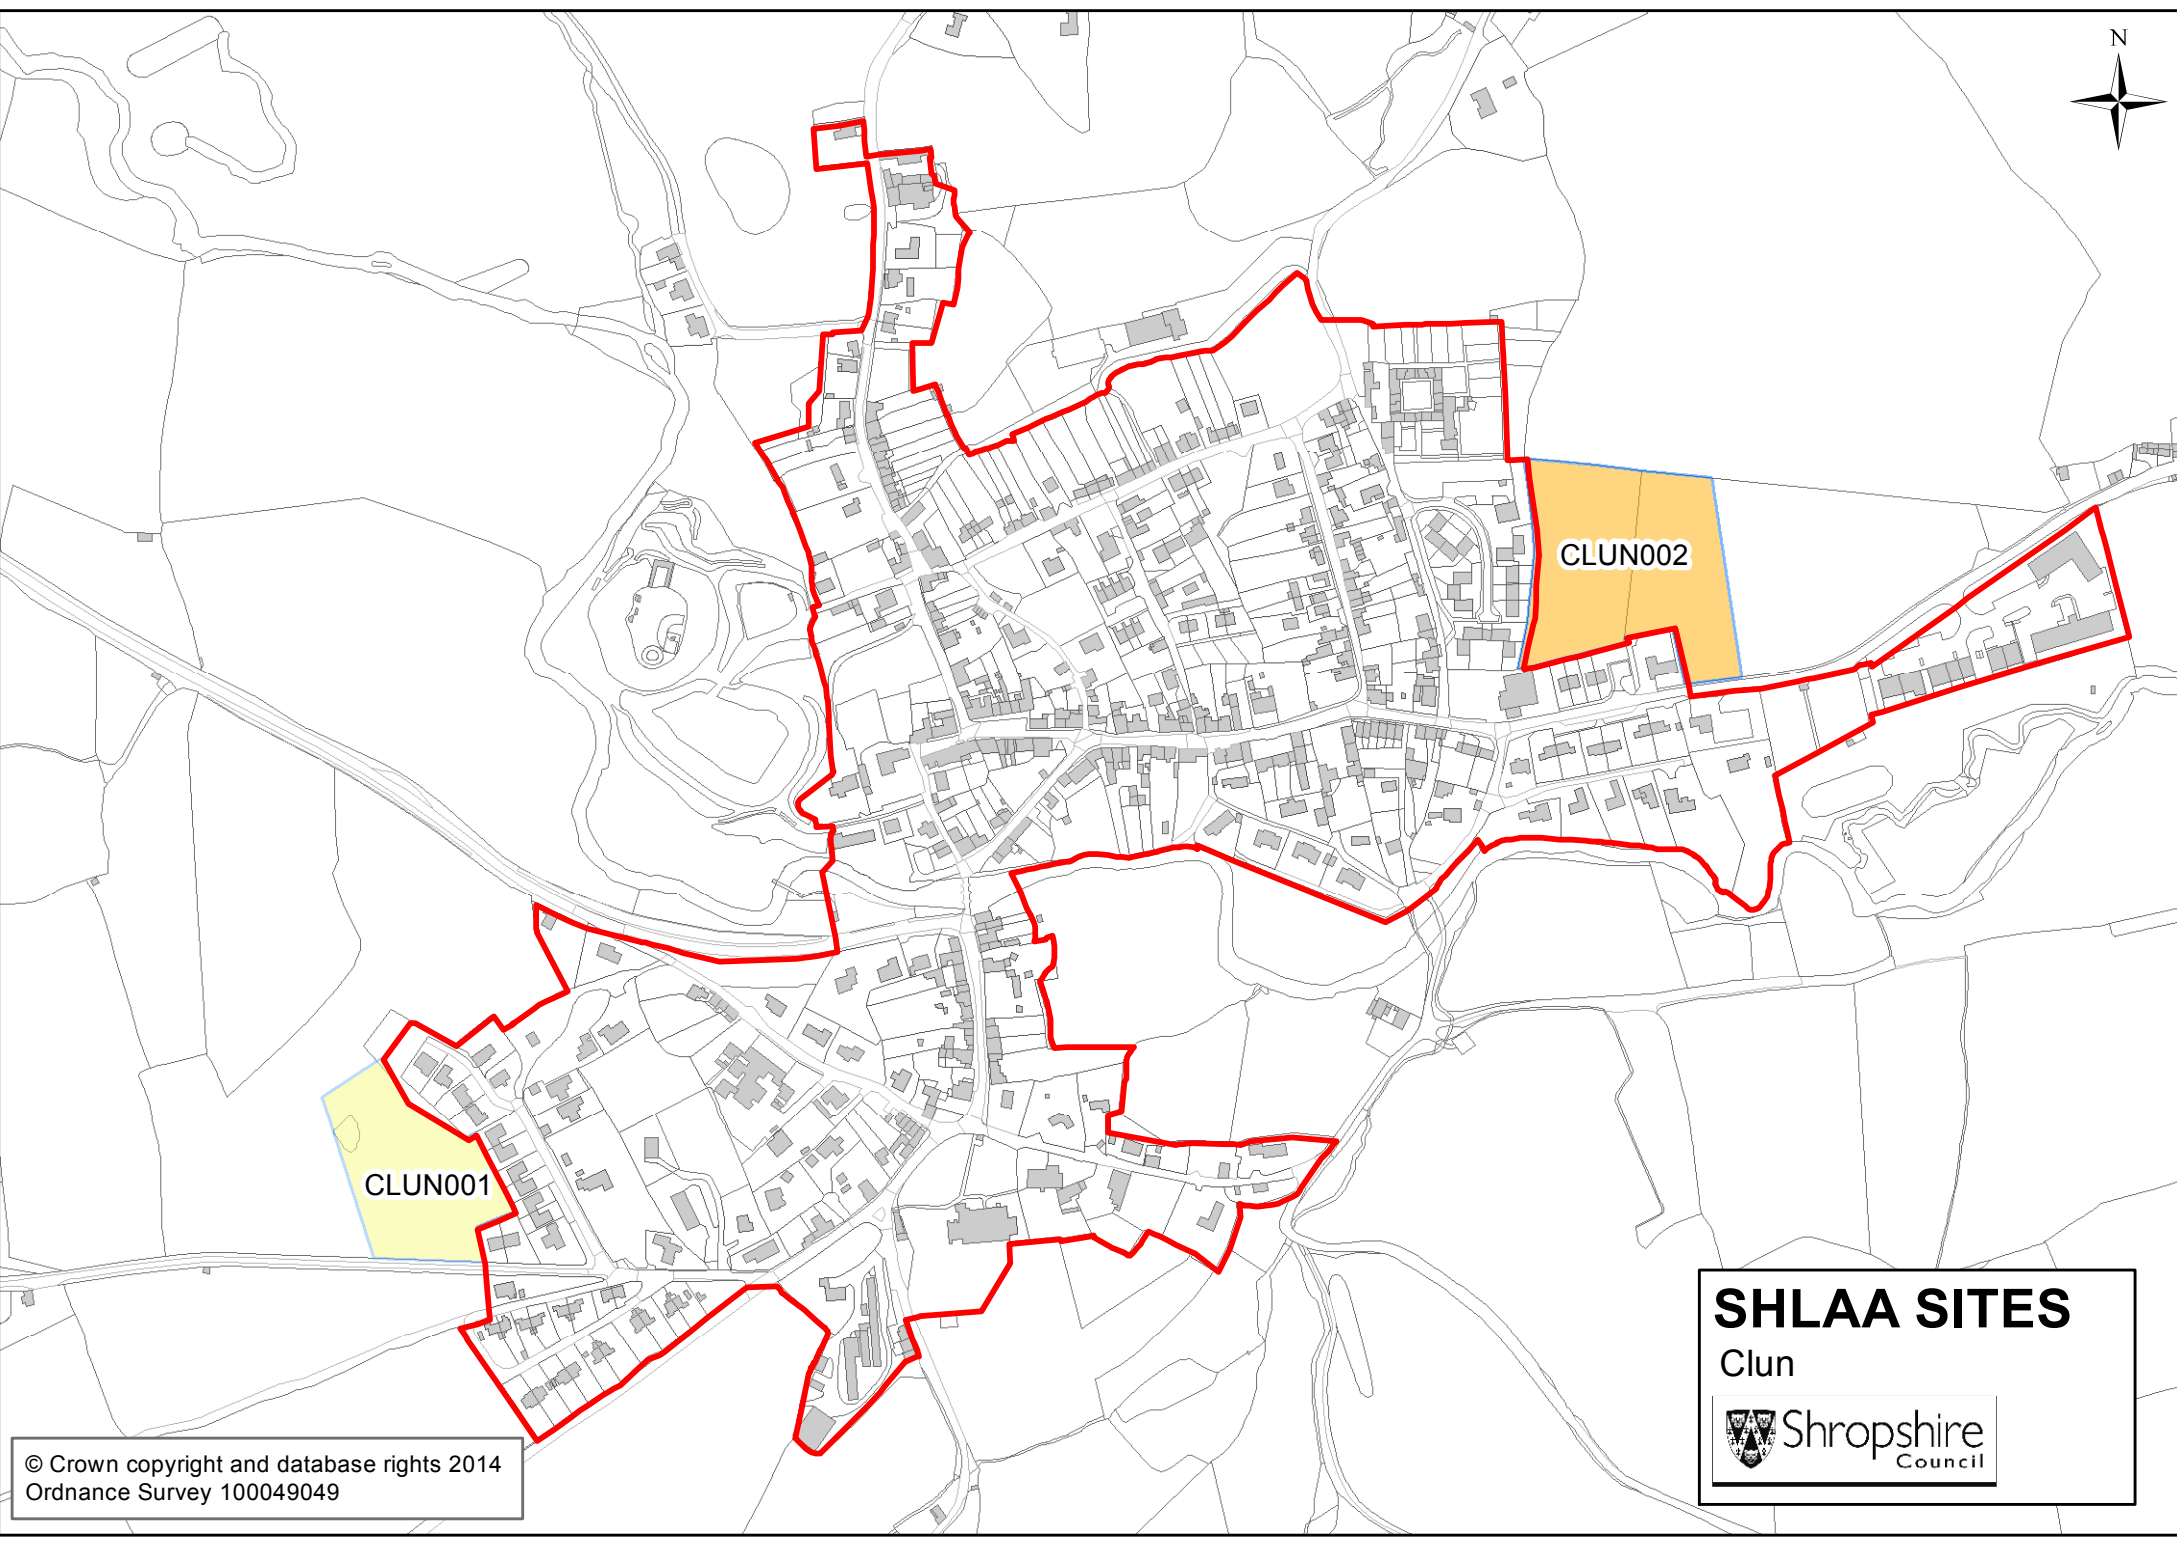 N
CLUN002
CLUN001
SHLAA SITES
Clun
Shropshire
Council
© Crown copyright and database rights 2014
Ordnance Survey 100049049